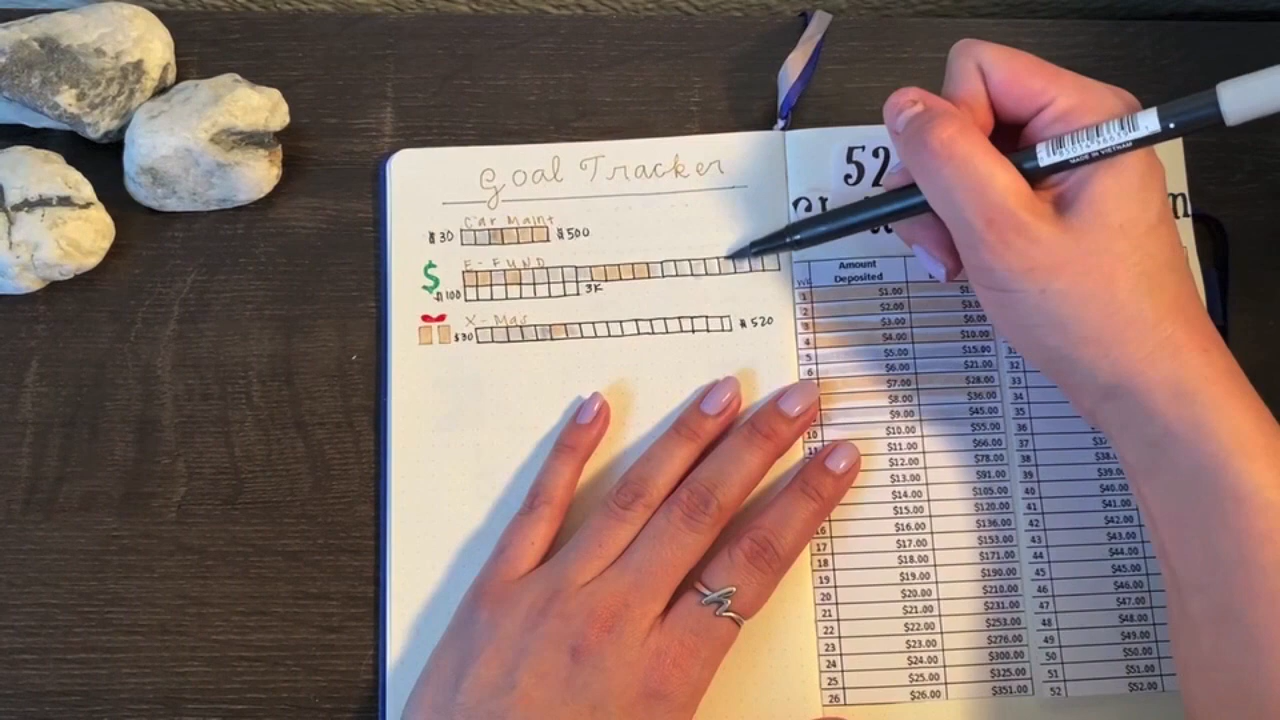 Goal Tracker
Car Maint
$30 $500
E-FUND
$
$100 3K
X-Mas
$30 $520
52
MADE IN VIETNAM
Amount Deposited
1 $1.00
2 $2.00 $3.0
3 $3.00 $6.00
4 $4.00 $10.00
5 $5.00 $15.00
6 $6.00 $21.00 32
$7.00 $28.00 33
$8.00 $36.00 34
$9.00 $45.00 35
10 $10.00 $55.00 36
11 $11.00 $66.00 37
$12.00 $78.00 38
$13.00 $91.00 39 $39.0
$14.00 $105.00 40 $40.00
$15.00 $120.00 41 $41.00
16 $16.00 $136.00 42 $42.00
17 $17.00 $153.00 43 $43.00
18 $18.00 $171.00 44 $44.00
19 $19.00 $190.00 45 $45.00
20 $20.00 $210.00 46 $46.00
21 $21.00 $231.00 47 $47.00
22 $22.00 $253.00 48 $48.00
23 $23.00 $276.00 49 $49.00
24 $24.00 $300.00 50 $50.00
25 $25.00 $325.00 51 $51.00
26 $26.00 $351.00 52 $52.00